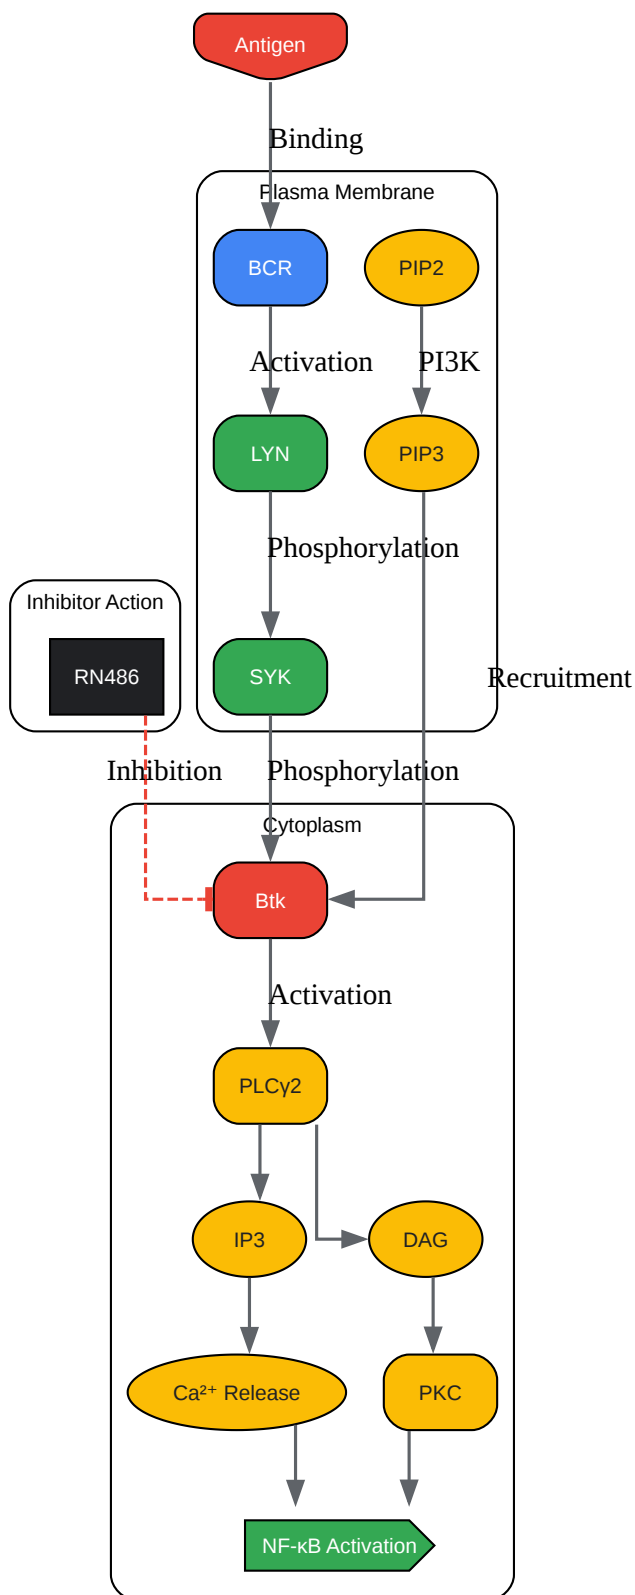 Antigen
Binding
Plasma Membrane
BCR
PIP2
Activation
PI3K
LYN
PIP3
Phosphorylation
Inhibitor Action
RN486
SYK
Recruitment
Inhibition
Phosphorylation
Cytoplasm
Btk
Activation
PLCγ2
IP3
DAG
Ca²⁺ Release
PKC
NF-κB Activation